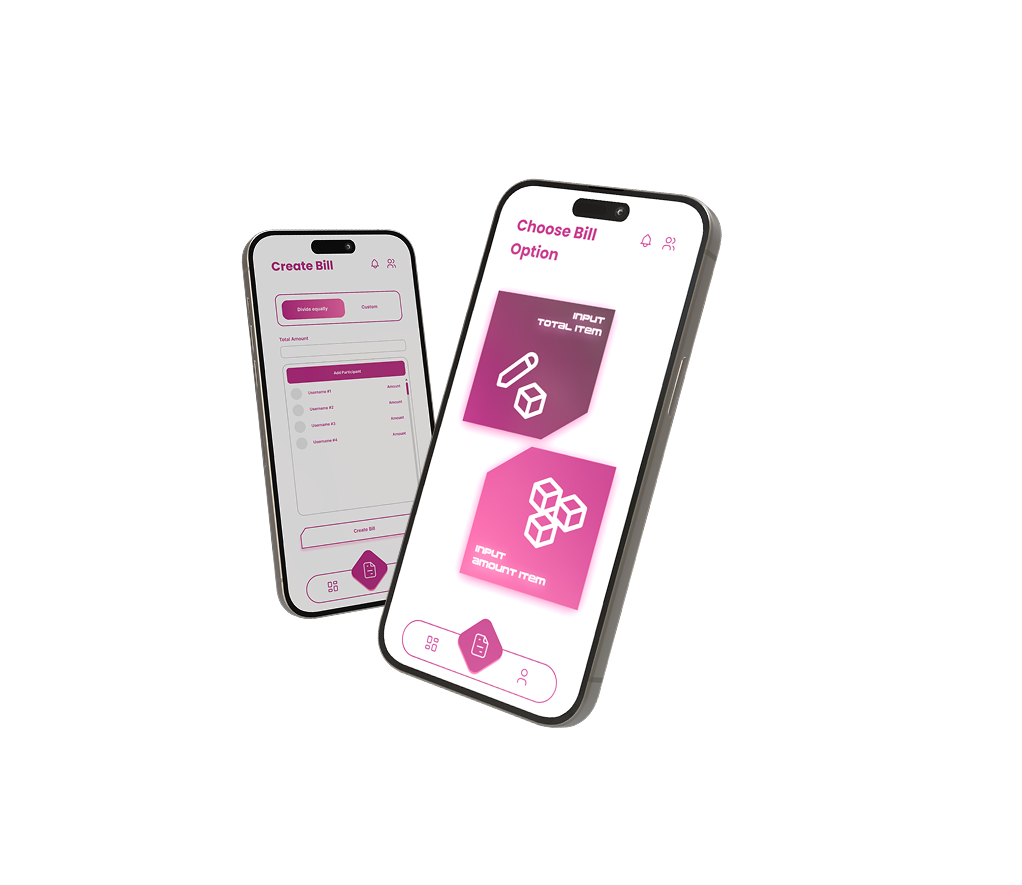 Create Bill
Divide equally
Custom
Total Amount
Add Participant
Username #1
Amount
Username #2
Amount
Username #3
Amount
Username #4
Amount
Create Bill
Choose Bill
Option
INPUT
TOTAL ITEM
INPUT
AMOUNT ITEM